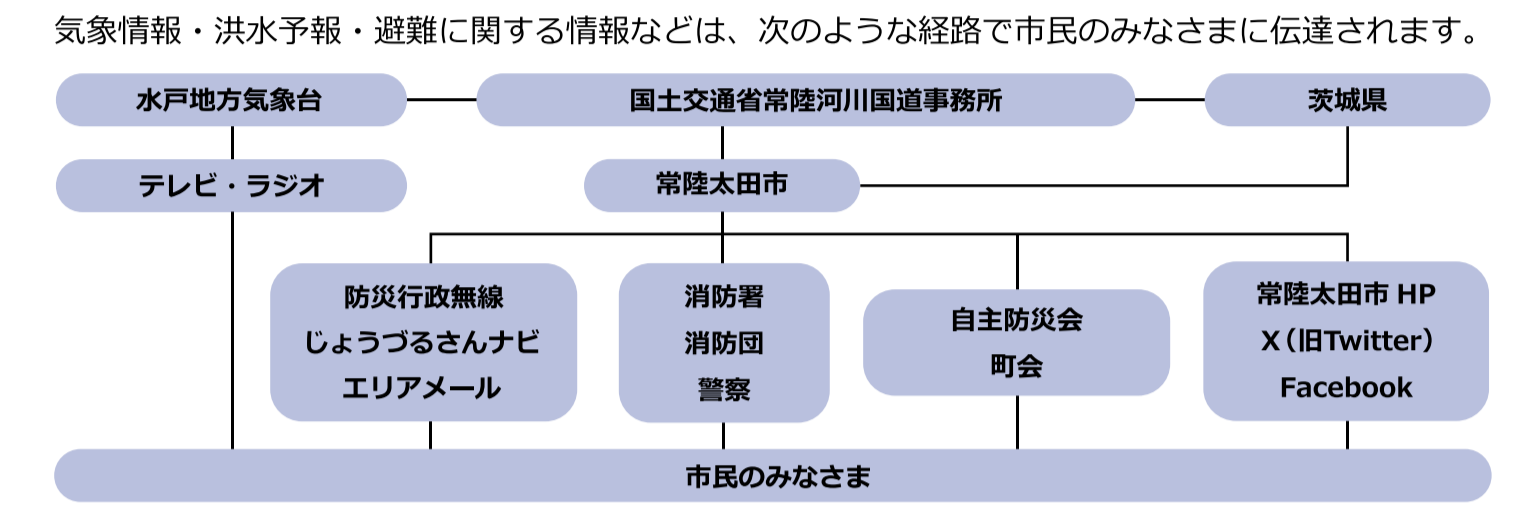 気象情報・洪水予報・避難に関する情報などは、次のような経路で市民のみなさまに伝達されます。
水戸地方気象台
国土交通省常陸河川国道事務所
茨城県
テレビ・ラジオ
常陸太田市
防災行政無線
じょうづるさんナビ
エリアメール
消防署
消防団
警察
自主防災会
町会
常陸太田市 HP
X（旧Twitter）
Facebook
市民のみなさま